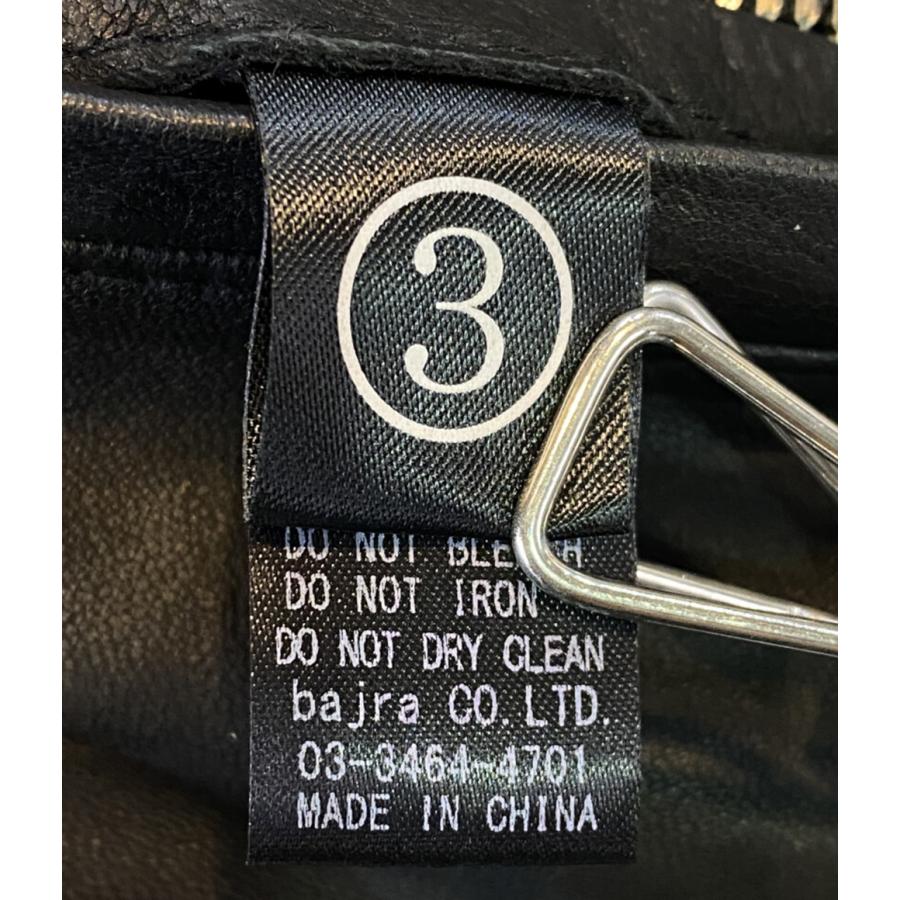 3
DO NOT BLEACH
DO NOT IRON
DO NOT DRY CLEAN
bajra CO.LTD.
03-3464-4701
MADE IN CHINA